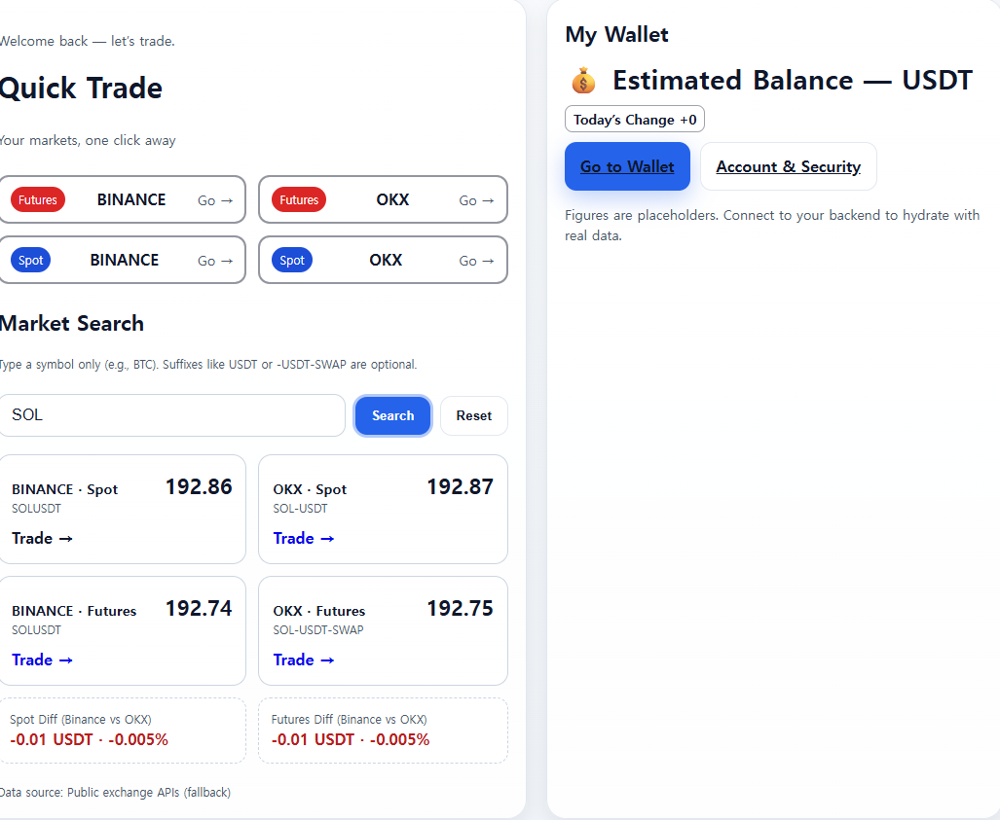 Welcome back — let's trade.
Quick Trade
Your markets, one click away
Futures BINANCE Go →
Futures OKX Go →
Spot BINANCE Go →
Spot OKX Go →
Market Search
Type a symbol only (e.g., BTC). Suffixes like USDT or -USDT-SWAP are optional.
SOL
Search
Reset
BINANCE · Spot 192.86
SOLUSDT
Trade →
OKX · Spot 192.87
SOL-USDT
Trade →
BINANCE · Futures 192.74
SOLUSDT
Trade →
OKX · Futures 192.75
SOL-USDT-SWAP
Trade →
Spot Diff (Binance vs OKX)
-0.01 USDT · -0.005%
Futures Diff (Binance vs OKX)
-0.01 USDT · -0.005%
Data source: Public exchange APIs (fallback)
My Wallet
💰 Estimated Balance — USDT
Today's Change +0
Go to Wallet
Account & Security
Figures are placeholders. Connect to your backend to hydrate with
real data.